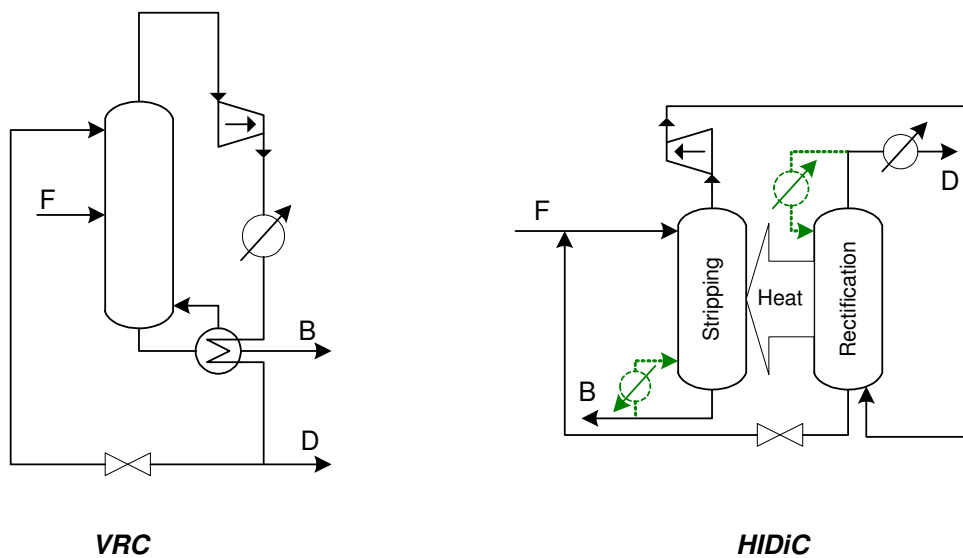 F
B
D
VRC
F
D
Stripping
Heat
Rectification
B
HIDiC